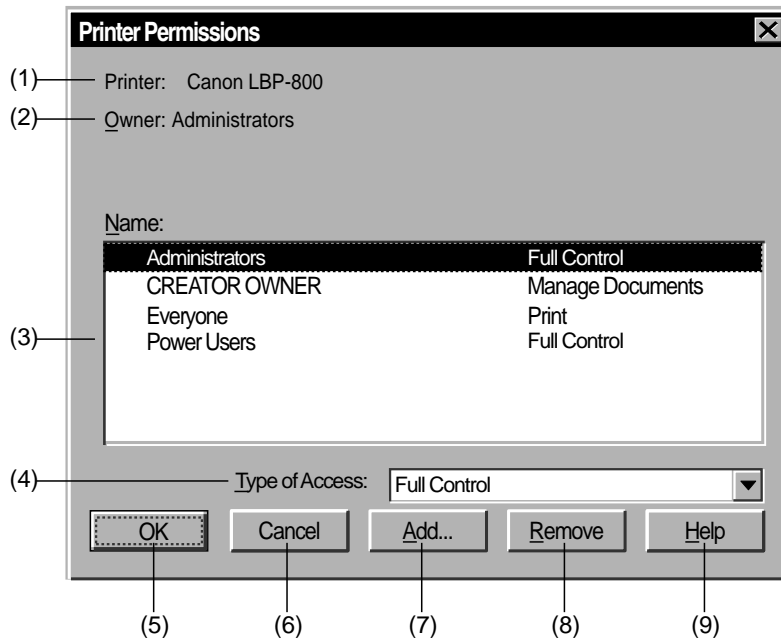 Printer Permissions
(1) Printer: Canon LBP-800
(2) Owner: Administrators
Name:
Administrators Full Control
CREATOR OWNER Manage Documents
Everyone Print
(3) Power Users Full Control
(4) Type of Access: Full Control
OK Cancel Add... Remove Help
(5) (6) (7) (8) (9)